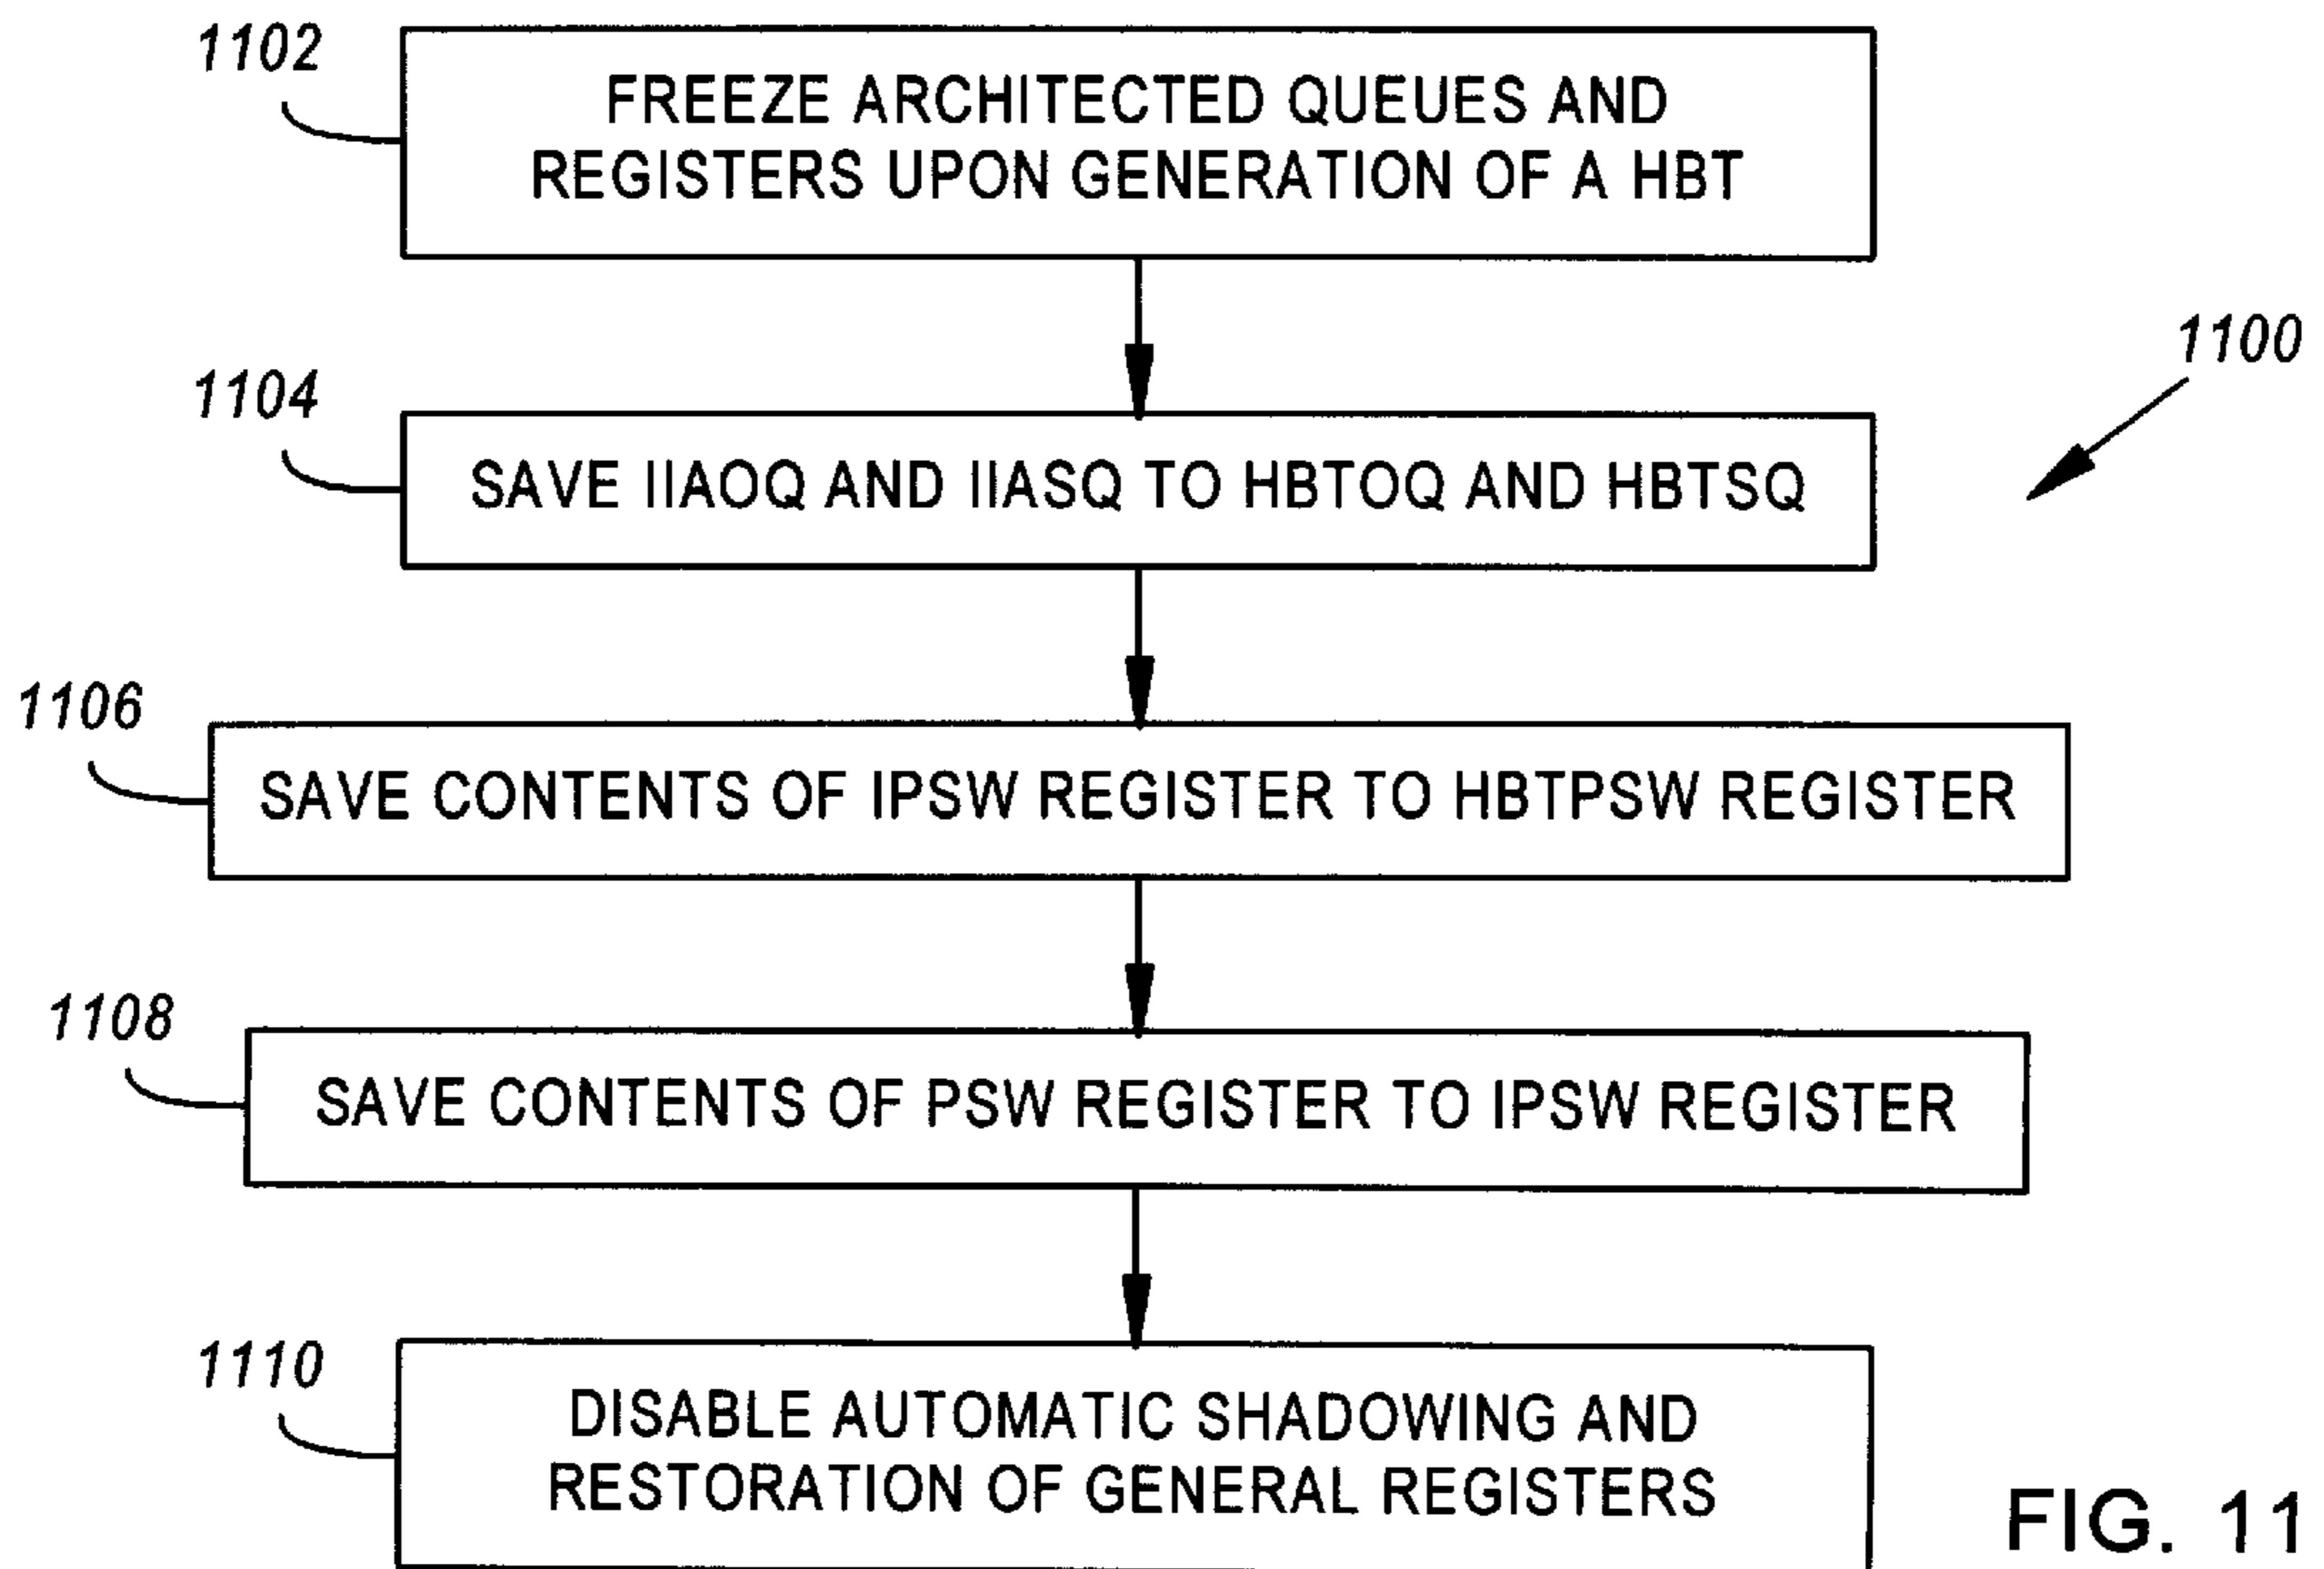 1102
FREEZE ARCHITECTED QUEUES AND
REGISTERS UPON GENERATION OF A HBT
1100
1104
SAVE IIAOQ AND IIASQ TO HBTOQ AND HBTSQ
1106
SAVE CONTENTS OF IPSW REGISTER TO HBTPSW REGISTER
1108
SAVE CONTENTS OF PSW REGISTER TO IPSW REGISTER
1110
DISABLE AUTOMATIC SHADOWING AND
RESTORATION OF GENERAL REGISTERS
FIG. 11